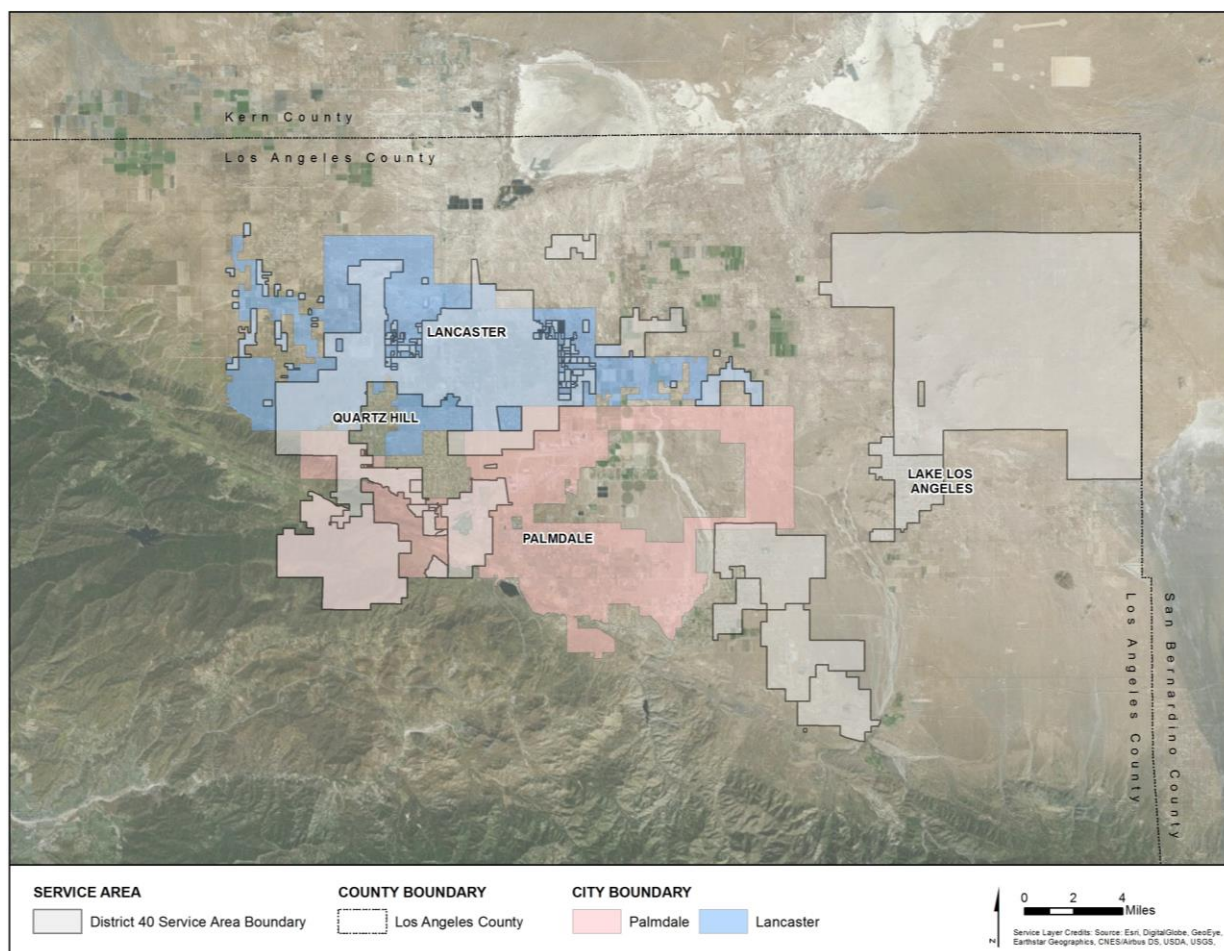 Kern County
Los Angeles County
LANCASTER
QUARTZ HILL
LAKE LOS
ANGELES
PALMDALE
Los Angeles County
San Bernardino County
SERVICE AREA
District 40 Service Area Boundary
COUNTY BOUNDARY
Los Angeles County
CITY BOUNDARY
Palmdale
Lancaster
N
0 2 4
Miles
Service Layer Credits: Source: Esri, DigitalGlobe, GeoEye,
Earthstar Geographics, CNES/Airbus DS, USDA, USGS,